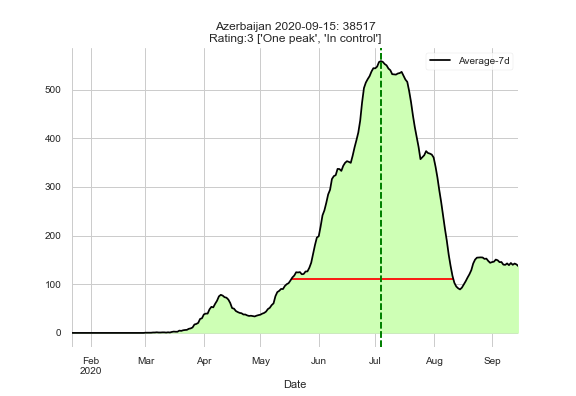 Azerbaijan 2020-09-15: 38517
Rating:3 ['One peak', 'In control']
Average-7d
500
400
300
200
100
0
Feb Mar Apr May Jun Jul Aug Sep
2020
Date